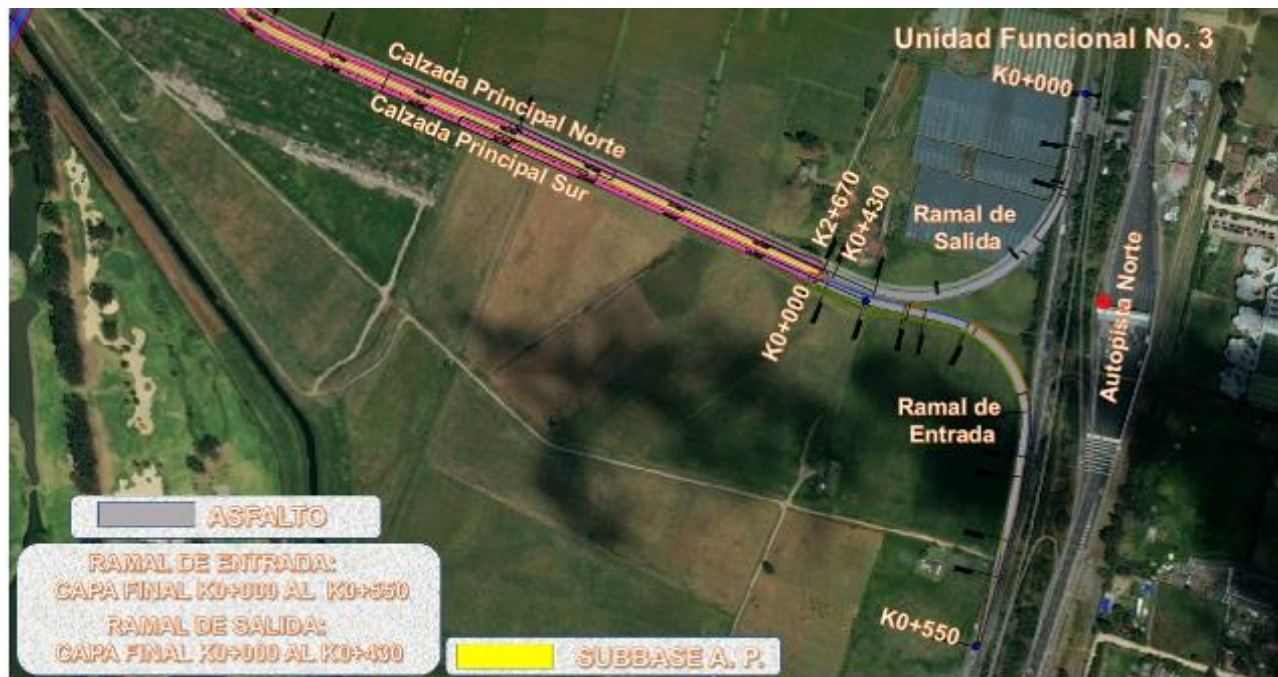 Unidad Funcional No. 3
K0+000
Calzada Principal Norte
Calzada Principal Sur
K2+670
K0+430
Ramal de
Salida
K0+000
Autopista Norte
Ramal de
Entrada
K0+550
ASFALTO
RAMAL DE ENTRADA:
CAPA FINAL K0+000 AL K0+550
RAMAL DE SALIDA:
CAPA FINAL K0+000 AL K0+430
SUBBASE A. P.